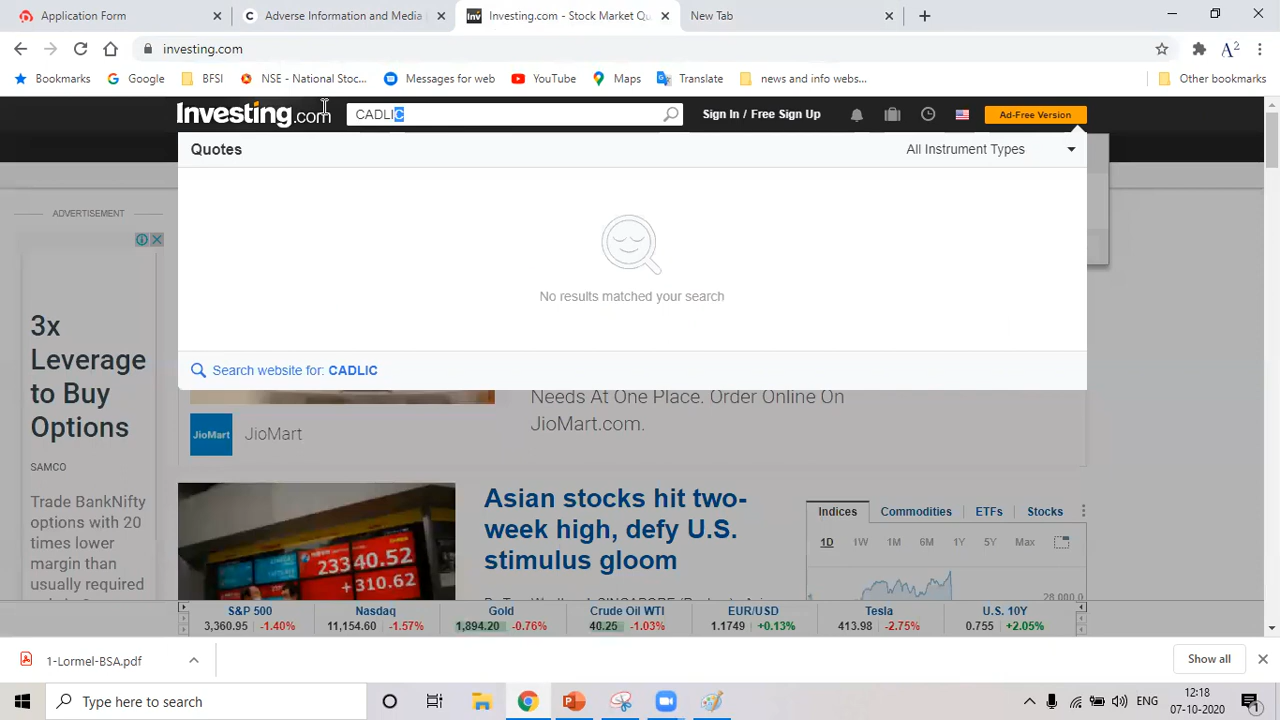 Application Form
Adverse Information and Media
Investing.com - Stock Market Qu
New Tab
investing.com
Bookmarks
Google
BFSI
NSE - National Stoc...
Messages for web
YouTube
Maps
Translate
news and info webs...
Other bookmarks
Investing.com
CADLIC
Sign In / Free Sign Up
Ad-Free Version
Quotes
All Instrument Types
No results matched your search
Search website for: CADLIC
ADVERTISEMENT
3x
Leverage
to Buy
Options
SAMCO
Trade BankNifty
options with 20
times lower
margin than
usually required
Needs At One Place. Order Online On
JioMart.com.
JioMart
JioMart
23340.52
+310.62
Asian stocks hit two-
week high, defy U.S.
stimulus gloom
Indices
Commodities
ETFs
Stocks
1D
1W
1M
6M
1Y
5Y
Max
28,000.0
S&P 500
3,360.95 -1.40%
Nasdaq
11,154.60 -1.57%
Gold
1,894.20 -0.76%
Crude Oil WTI
40.25 -1.03%
EUR/USD
1.1749 +0.13%
Tesla
413.98 -2.75%
U.S. 10Y
0.755 +2.05%
1-Lormel-BSA.pdf
Show all
Type here to search
ENG
12:18
07-10-2020